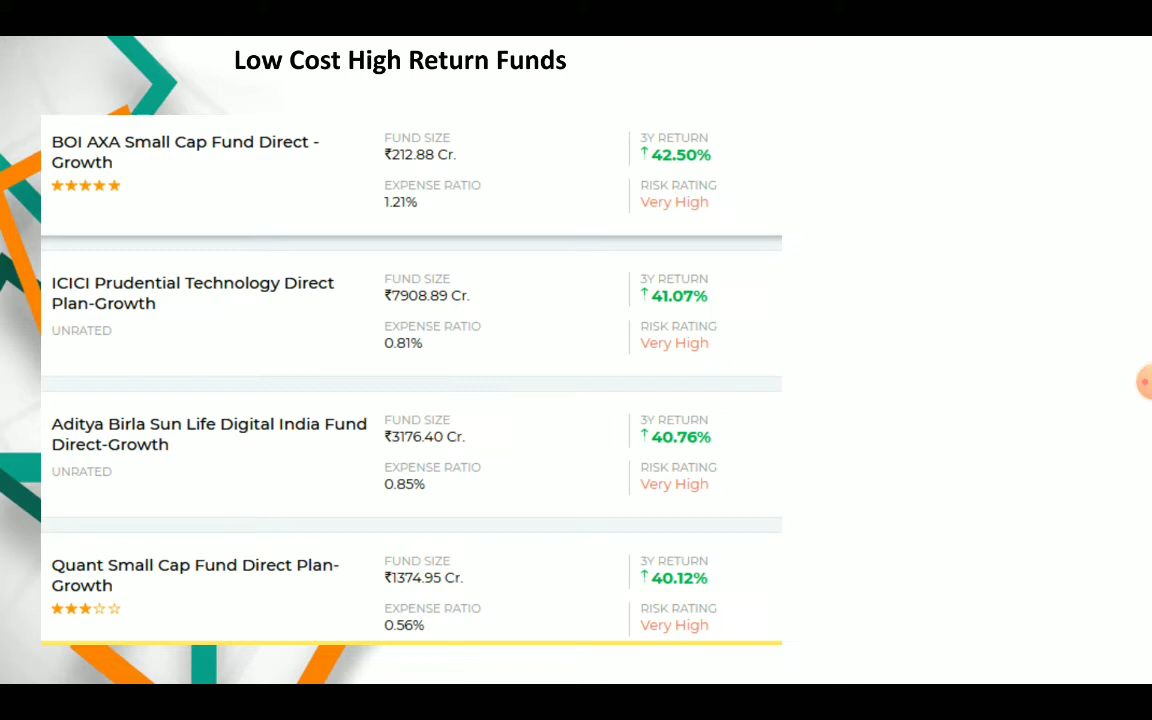 Low Cost High Return Funds
BOI AXA Small Cap Fund Direct -
Growth
FUND SIZE
₹212.88 Cr.
3Y RETURN
↑42.50%
EXPENSE RATIO
1.21%
RISK RATING
Very High
ICICI Prudential Technology Direct
Plan-Growth
UNRATED
FUND SIZE
₹7908.89 Cr.
3Y RETURN
↑41.07%
EXPENSE RATIO
0.81%
RISK RATING
Very High
Aditya Birla Sun Life Digital India Fund
Direct-Growth
UNRATED
FUND SIZE
₹3176.40 Cr.
3Y RETURN
↑40.76%
EXPENSE RATIO
0.85%
RISK RATING
Very High
Quant Small Cap Fund Direct Plan-
Growth
FUND SIZE
₹1374.95 Cr.
3Y RETURN
↑40.12%
EXPENSE RATIO
0.56%
RISK RATING
Very High